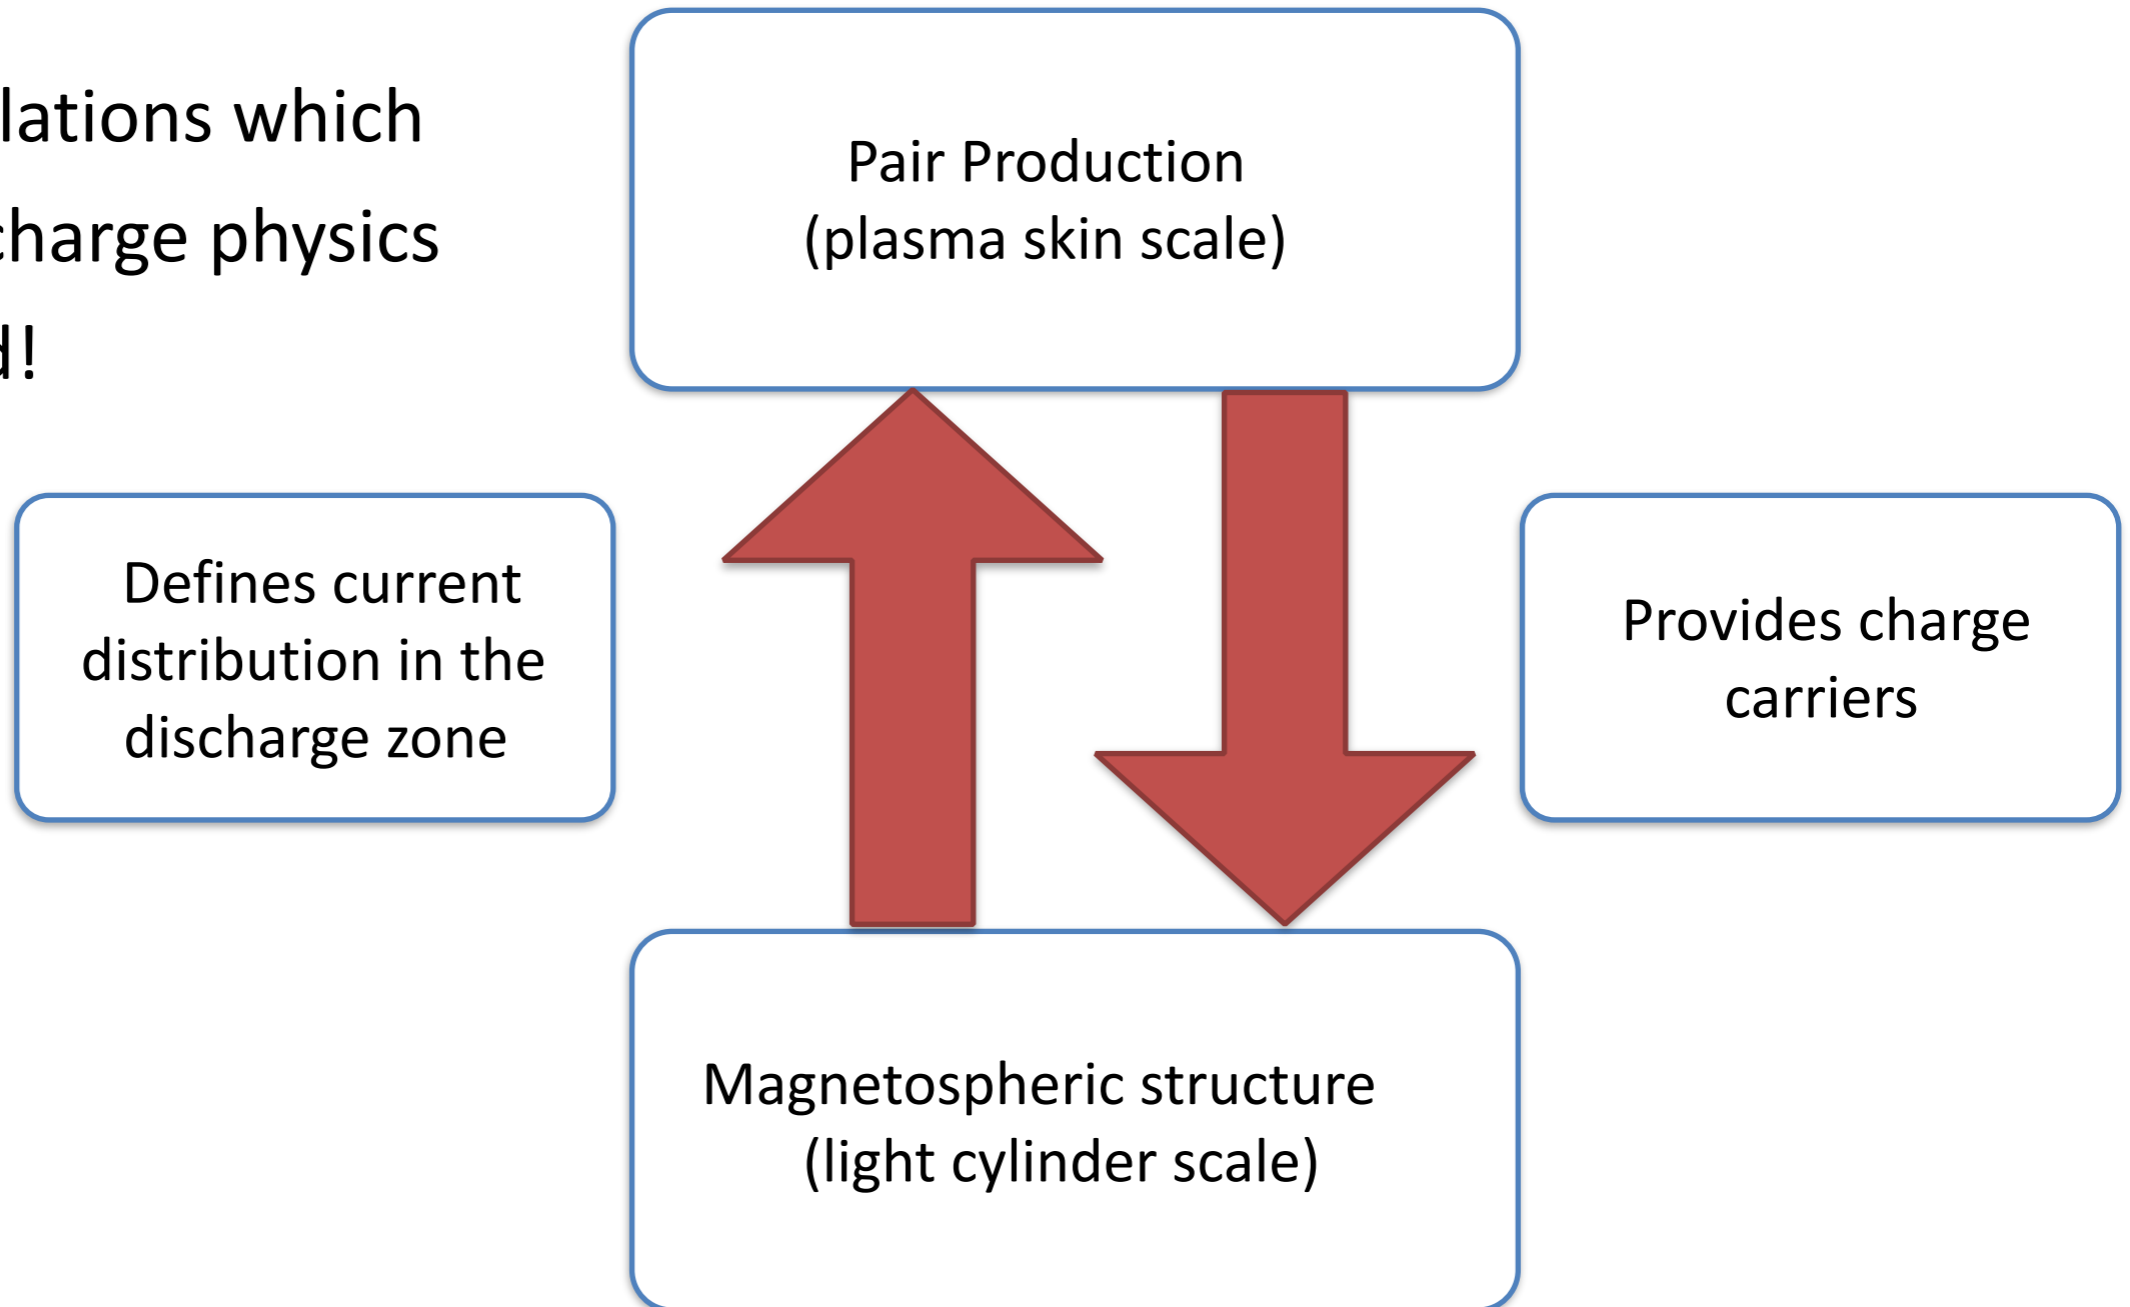 lations which
charge physics
d!
Pair Production
(plasma skin scale)
Defines current
distribution in the
discharge zone
Provides charge
carriers
Magnetospheric structure
(light cylinder scale)